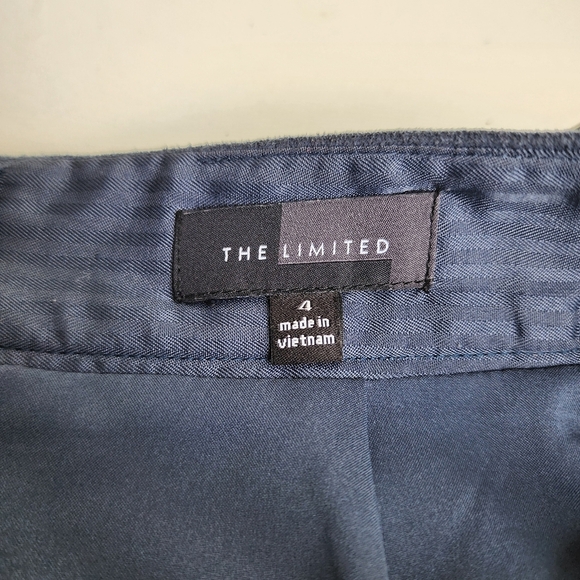 THE LIMITED
4
made in
vietnam